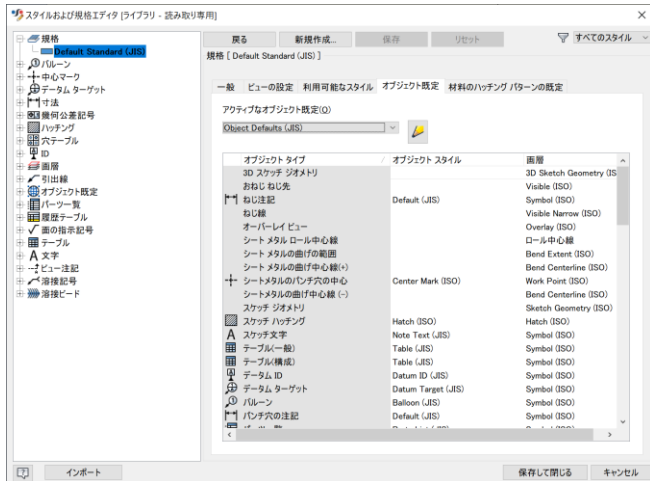 スタイルおよび規格エディタ [ライブラリ - 読み取り専用]
規格
Default Standard (JIS)
バルーン
中心マーク
データム ターゲット
寸法
幾何公差記号
ハッチング
穴テーブル
ID
画層
引出線
オブジェクト既定
パーツ一覧
履歴テーブル
面の指示記号
テーブル
文字
ビュー注記
溶接記号
溶接ビード
戻る 新規作成... 保存 リセット すべてのスタイル
規格 [ Default Standard (JIS) ]
一般 ビューの設定 利用可能なスタイル オブジェクト既定 材料のハッチング パターンの既定
アクティブなオブジェクト既定(O)
Object Defaults (JIS)
オブジェクト タイプ オブジェクト スタイル 画層
3D スケッチ ジオメトリ 3D Sketch Geometry (IS
おねじ ねじ先 Visible (ISO)
ねじ注記 Default (JIS) Symbol (ISO)
ねじ線 Visible Narrow (ISO)
オーバーレイ ビュー Overlay (ISO)
シート メタル ロール中心線 ロール中心線
シート メタルの曲げの範囲 Bend Extent (ISO)
シート メタルの曲げ中心線(+) Bend Centerline (ISO)
シートメタルのパンチ穴の中心 Center Mark (ISO) Work Point (ISO)
シートメタルの曲げ中心線 (-) Bend Centerline (ISO)
スケッチ ジオメトリ Sketch Geometry (ISO)
スケッチ ハッチング Hatch (ISO) Hatch (ISO)
スケッチ文字 Note Text (JIS) Symbol (ISO)
テーブル(一般) Table (JIS) Symbol (ISO)
テーブル(構成) Table (JIS) Symbol (ISO)
データム ID Datum ID (JIS) Symbol (ISO)
データム ターゲット Datum Target (JIS) Symbol (ISO)
バルーン Balloon (JIS) Symbol (ISO)
パンチ穴の注記 Default (JIS) Symbol (ISO)
インポート 保存して閉じる キャンセル